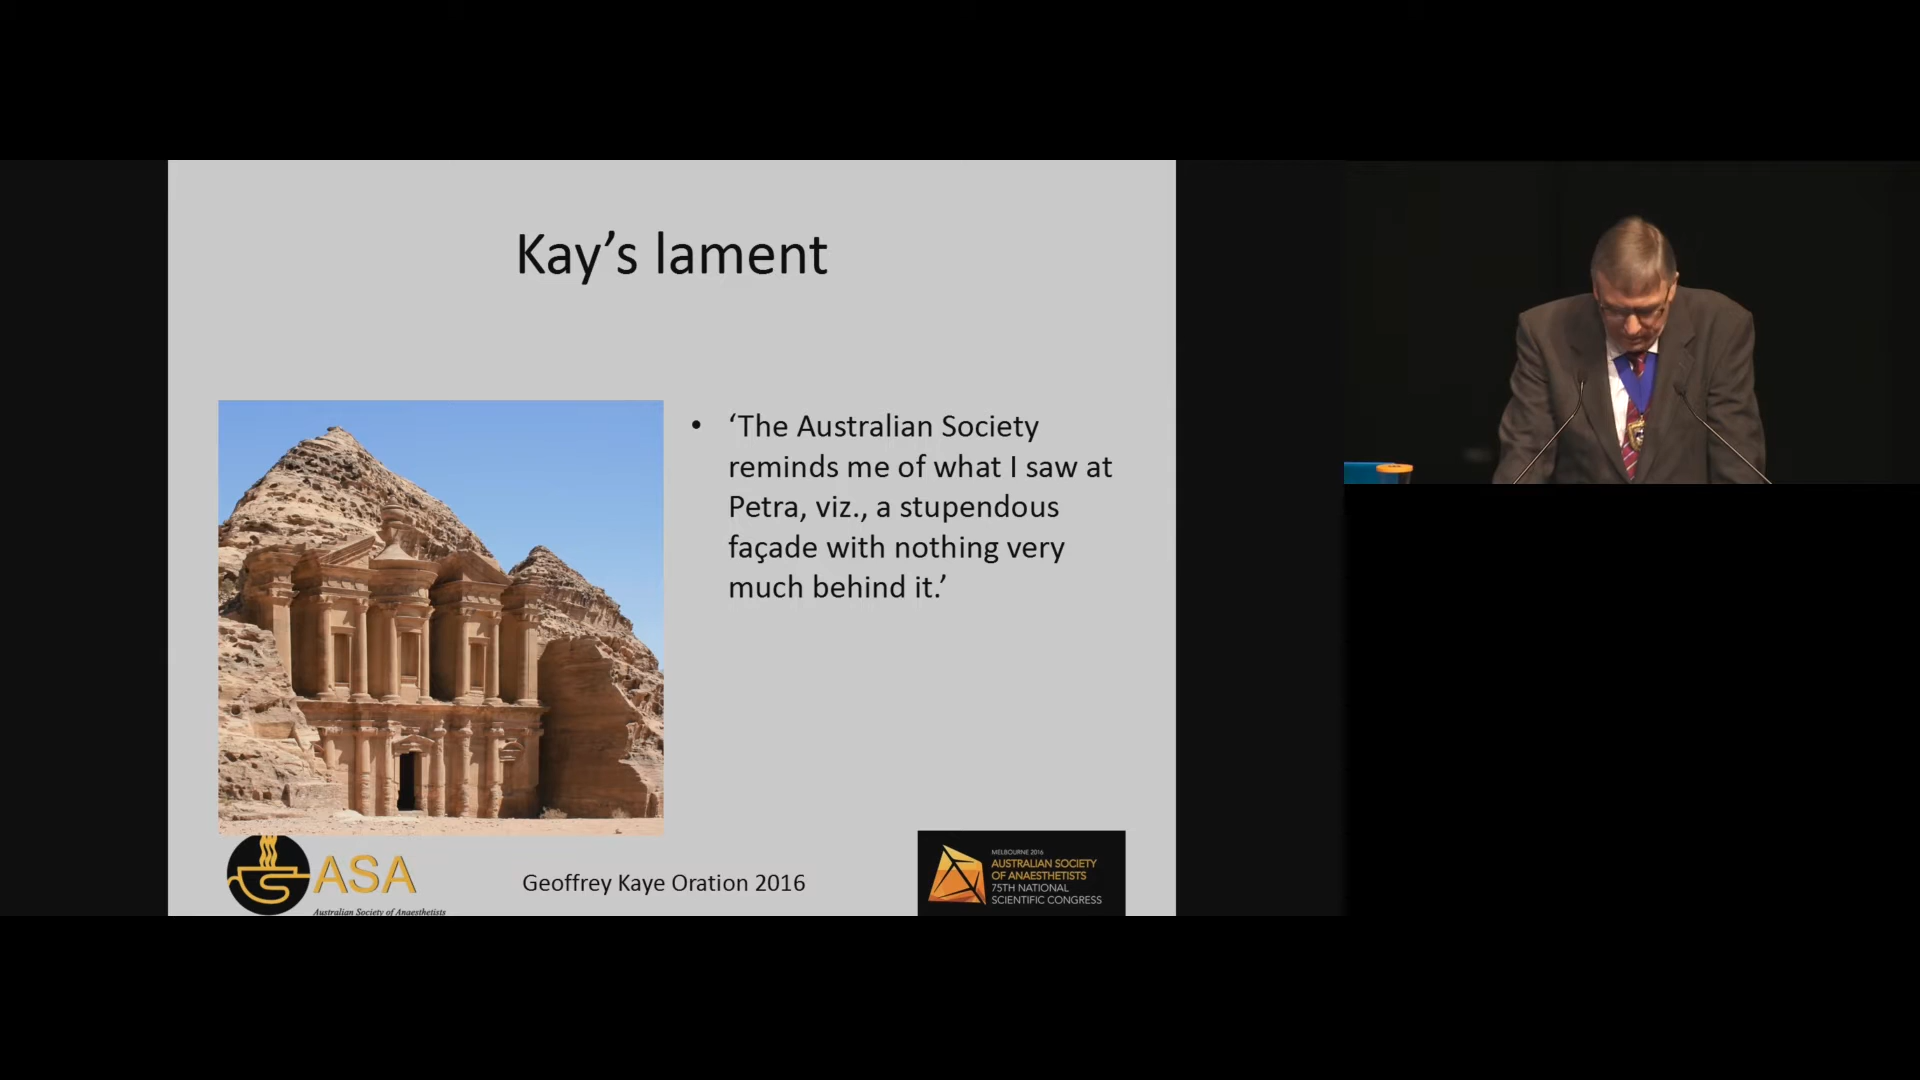 Kay’s lament
• ‘The Australian Society
reminds me of what I saw at
Petra, viz., a stupendous
façade with nothing very
much behind it.’
ASA
Australian Society of Anaesthetists
Geoffrey Kaye Oration 2016
MELBOURNE 2016
AUSTRALIAN SOCIETY
OF ANAESTHETISTS
75TH NATIONAL
SCIENTIFIC CONGRESS